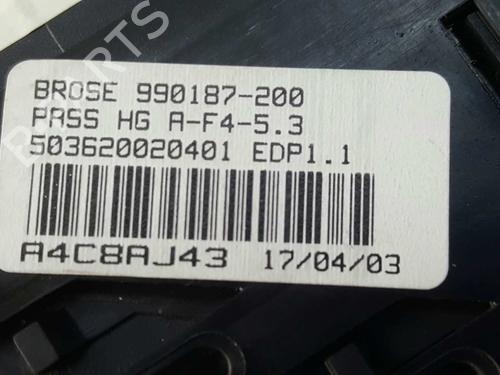 BROSE 990187-200
PASS HG A-F4-5.3
503620020401 EDP1.1
A4C8AJ43 17/04/03